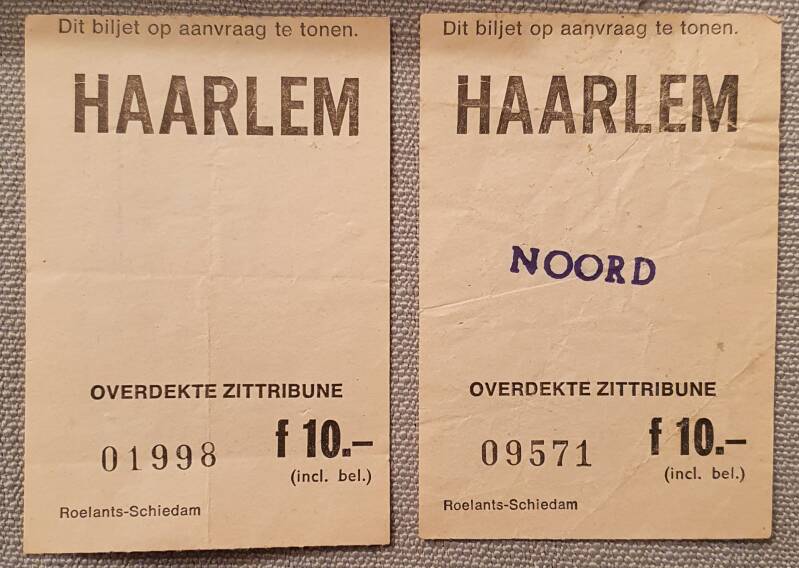 Dit biljet op aanvraag te tonen.
HAARLEM
OVERDEKTE ZITTRIBUNE
01998
f 10.–
(incl. bel.)
Roelants-Schiedam
Dit biljet op aanvraag te tonen.
HAARLEM
NOORD
OVERDEKTE ZITTRIBUNE
09571
f 10.–
(incl. bel.)
Roelants-Schiedam